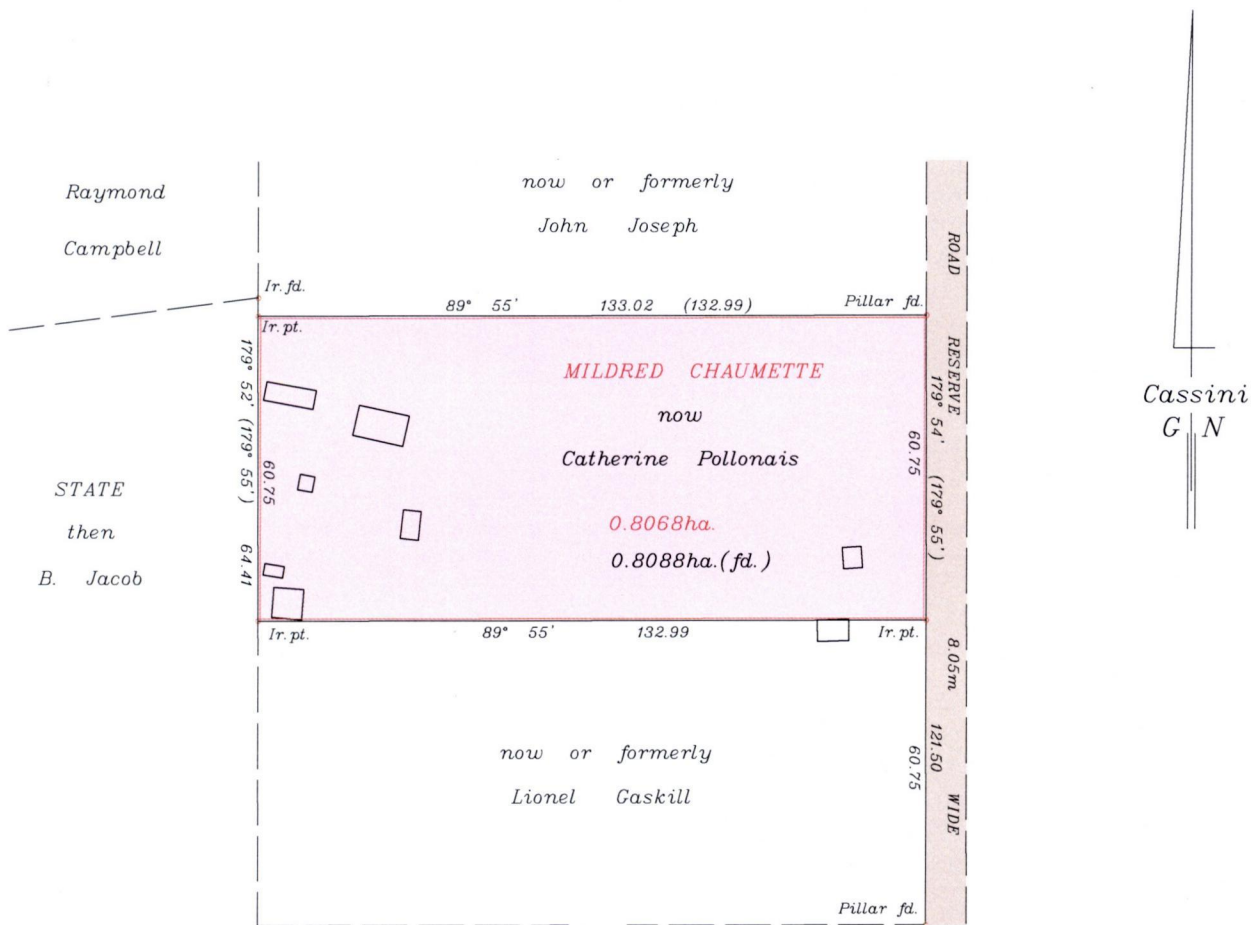 Raymond
Campbell
now or formerly
John Joseph
Ir. fd.
89° 55' 133.02 (132.99)
Pillar fd.
Ir. pt.
ROAD RESERVE
179° 52' (179° 55')
60.75
64.41
MILDRED CHAUMETTE
now
Catherine Pollonais
0.8068ha.
0.8088ha.(fd.)
60.75
179° 54' (179° 55')
Cassini
G N
STATE
then
B. Jacob
Ir. pt.
89° 55' 132.99
Ir. pt.
8.05m WIDE
121.50
60.75
now or formerly
Lionel Gaskill
Pillar fd.